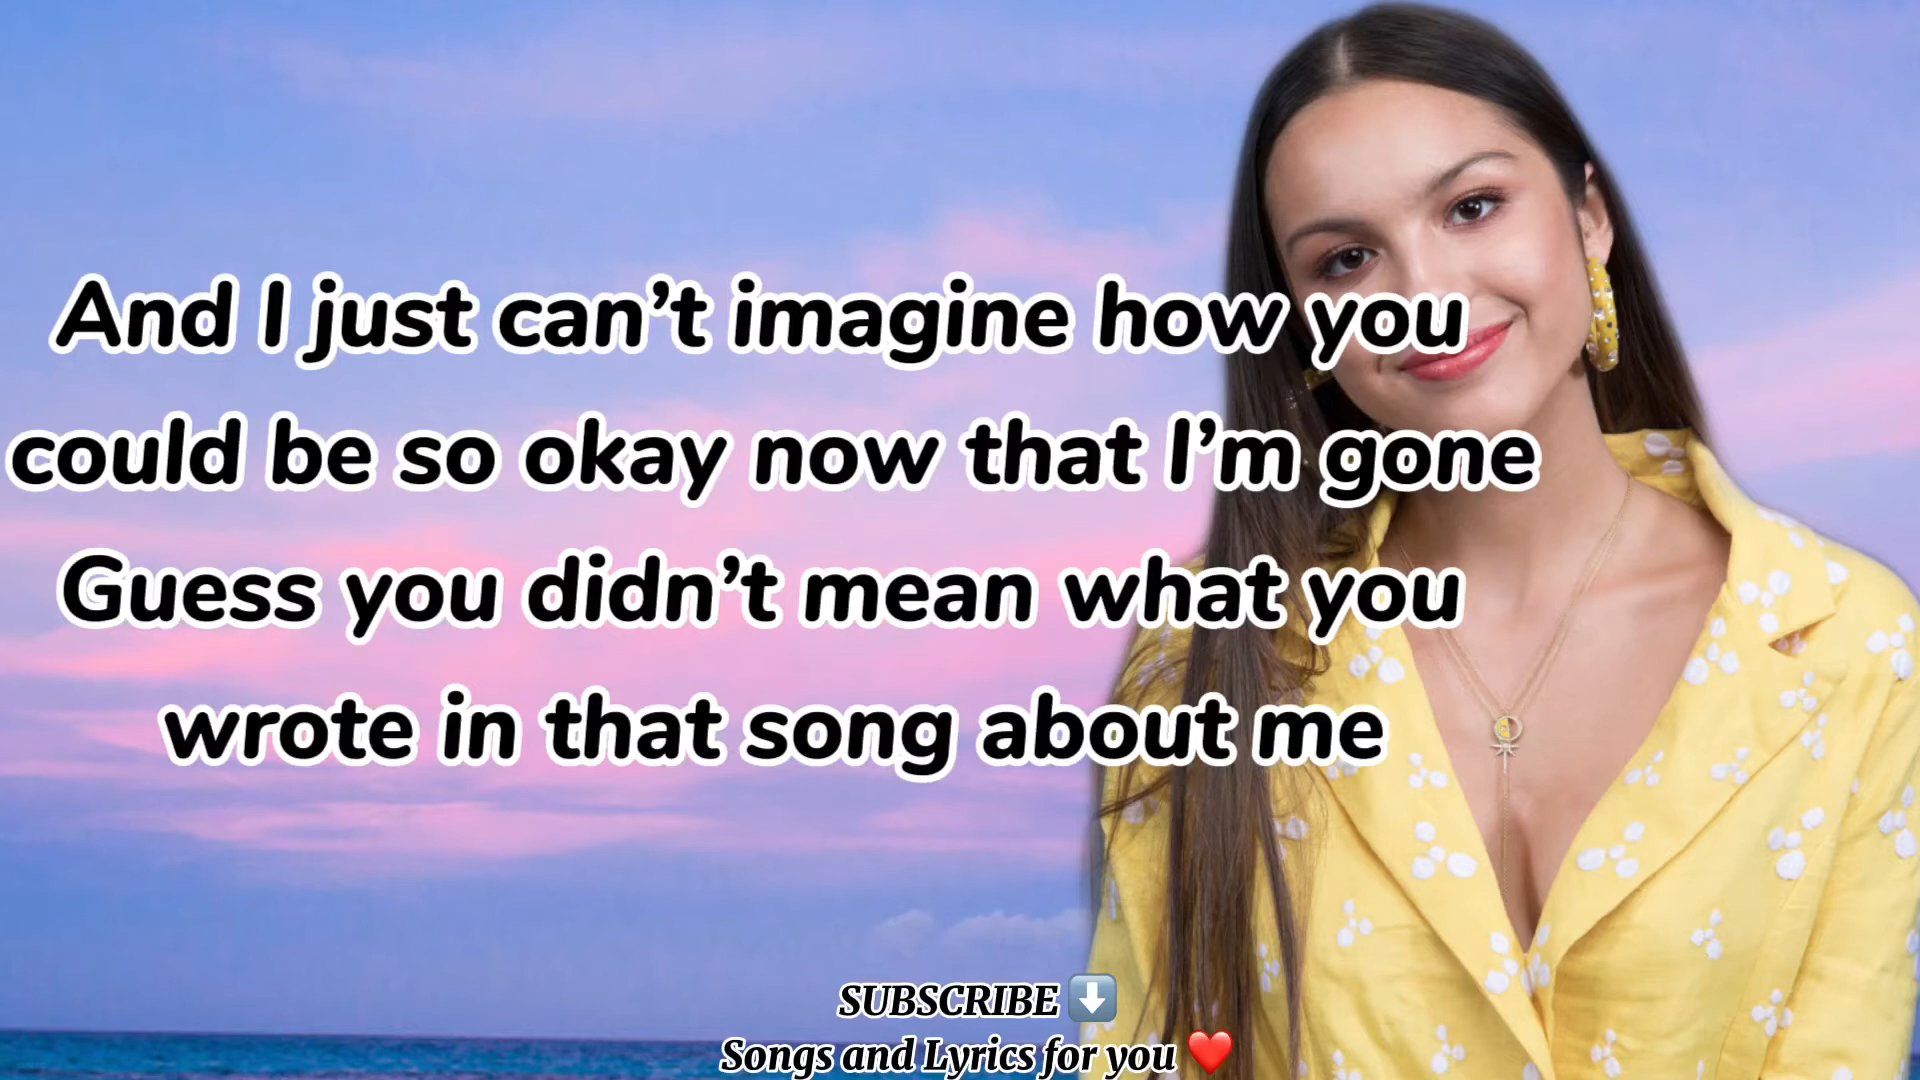 And I just can’t imagine how you
could be so okay now that I’m gone
Guess you didn’t mean what you
wrote in that song about me
SUBSCRIBE ⬇️
Songs and Lyrics for you ❤️